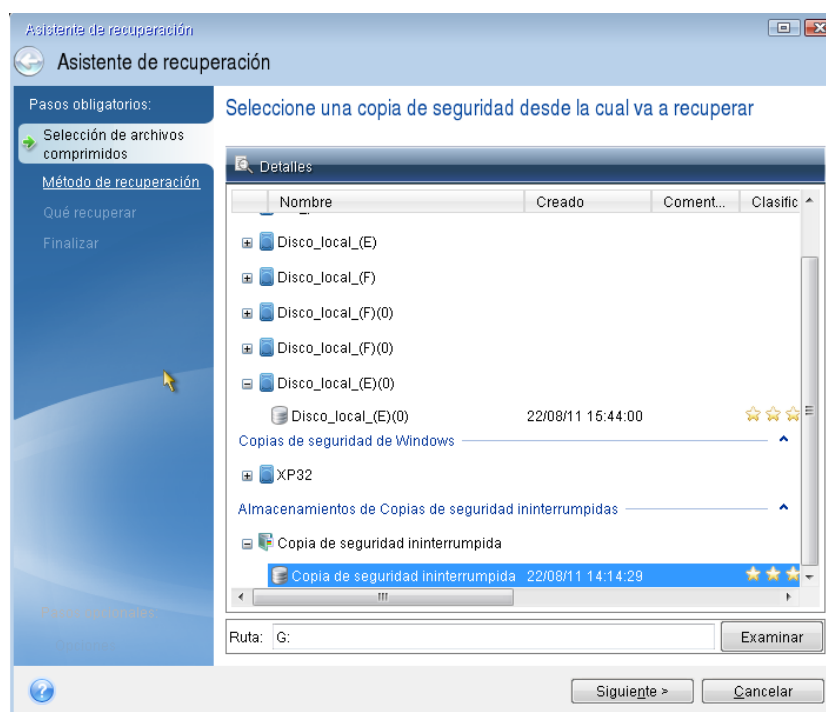 Asistente de recuperación
Asistente de recuperación
Pasos obligatorios:
Selección de archivos
comprimidos
Método de recuperación
Qué recuperar
Finalizar
Seleccione una copia de seguridad desde la cual va a recuperar
Detalles
Nombre Creado Coment... Clasific
Disco_local_(E)
Disco_local_(F)
Disco_local_(F)(0)
Disco_local_(F)(0)
Disco_local_(E)(0)
Disco_local_(E)(0) 22/08/11 15:44:00
Copias de seguridad de Windows
XP32
Almacenamientos de Copias de seguridad ininterrumpidas
Copia de seguridad ininterrumpida
Copia de seguridad ininterrumpida 22/08/11 14:14:29
Ruta: G:
Examinar
Siguiente >
Cancelar